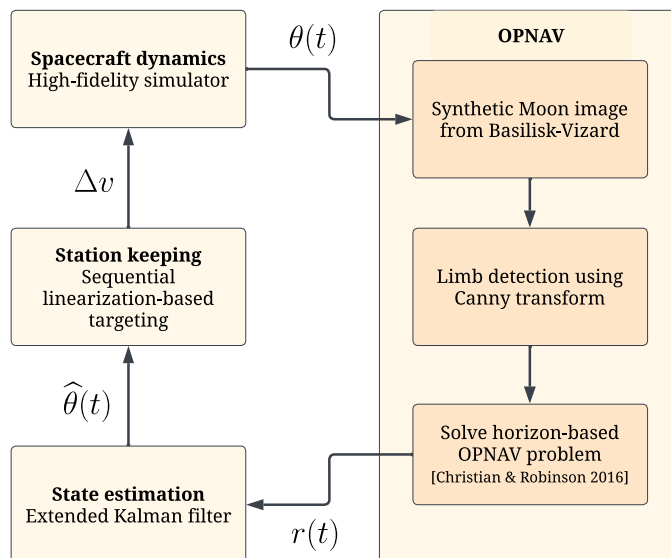 Spacecraft dynamics
High-fidelity simulator
θ(t)
OPNAV
Synthetic Moon image
from Basilisk-Vizard
Δv
Station keeping
Sequential
linearization-based
targeting
Limb detection using
Canny transform
θ̂(t)
Solve horizon-based
OPNAV problem
[Christian & Robinson 2016]
State estimation
Extended Kalman filter
r(t)